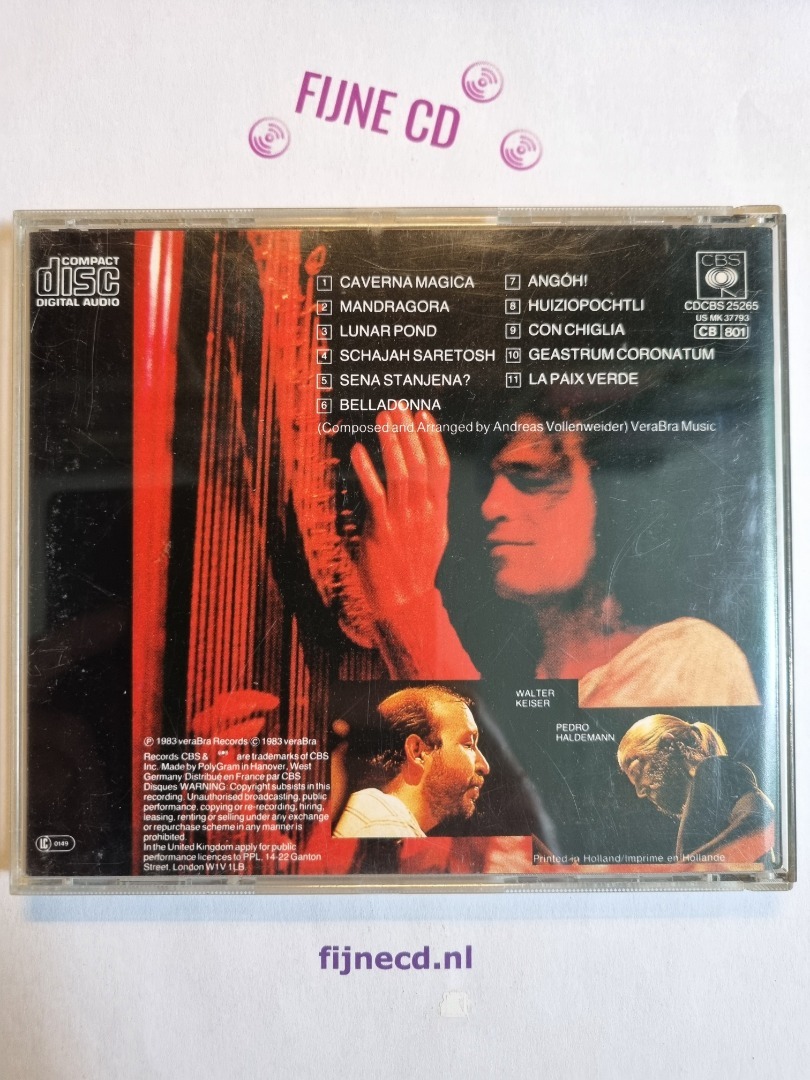 FIJNE CD
COMPACT
disc
DIGITAL AUDIO
1 CAVERNA MAGICA
2 MANDRAGORA
3 LUNAR POND
4 SCHAJAH SARETOSH
5 SENA STANJENA?
6 BELLADONNA
7 ANGÓH!
8 HUIZIOPOCHTLI
9 CON CHIGLIA
10 GEASTRUM CORONATUM
11 LA PAIX VERDE
(Composed and Arranged by Andreas Vollenweider) VeraBra Music
CBS
CDCBS 25265
US MK 37793
CB 801
WALTER
KEISER
PEDRO
HALDEMANN
℗ 1983 veraBra Records © 1983 veraBra
Records CBS & are trademarks of CBS
Inc. Made by PolyGram in Hanover, West
Germany Distribué en France par CBS
Disques WARNING: Copyright subsists in this
recording. Unauthorised broadcasting, public
performance, copying or re-recording, hiring,
leasing, renting or selling under any exchange
or repurchase scheme in any manner is
prohibited.
In the United Kingdom apply for public
performance licences to PPL, 14-22 Ganton
Street, London W1V 1LB.
LC 0149
Printed in Holland/Imprime en Hollande
fijnecd.nl